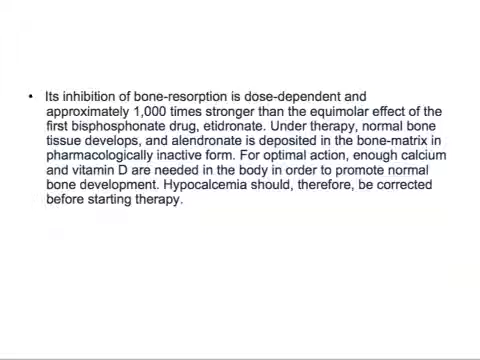 • Its inhibition of bone-resorption is dose-dependent and
approximately 1,000 times stronger than the equimolar effect of the
first bisphosphonate drug, etidronate. Under therapy, normal bone
tissue develops, and alendronate is deposited in the bone-matrix in
pharmacologically inactive form. For optimal action, enough calcium
and vitamin D are needed in the body in order to promote normal
bone development. Hypocalcemia should, therefore, be corrected
before starting therapy.